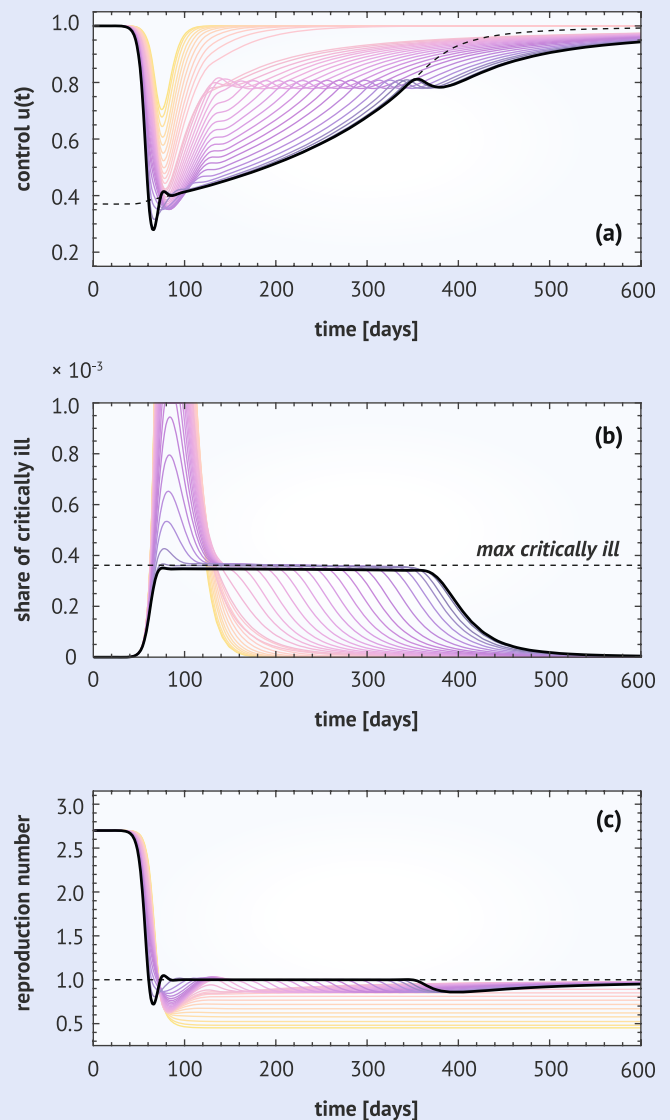 1.0
0.8
0.6
0.4
0.2
control u(t)
(a)
0 100 200 300 400 500 600
time [days]
× 10⁻³
1.0
0.8
0.6
0.4
0.2
0
share of critically ill
(b)
max critically ill
0 100 200 300 400 500 600
time [days]
3.0
2.5
2.0
1.5
1.0
0.5
reproduction number
(c)
0 100 200 300 400 500 600
time [days]